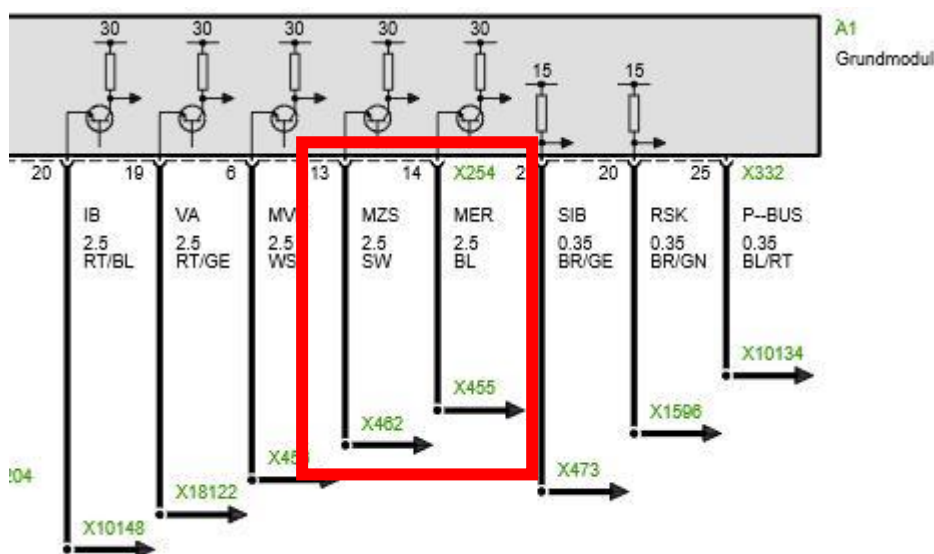 30 30 30 30 30
A1
Grundmodul
15 15
20 19 6 13 14 X254 2 20 25 X332
IB VA MV MZS MER SIB RSK P--BUS
2.5 2.5 2.5 2.5 2.5 0.35 0.35 0.35
RT/BL RT/GE WS SW BL BR/GE BR/GN BL/RT
X10134
X455
X462 X1596
X473
204
X18122
X10148